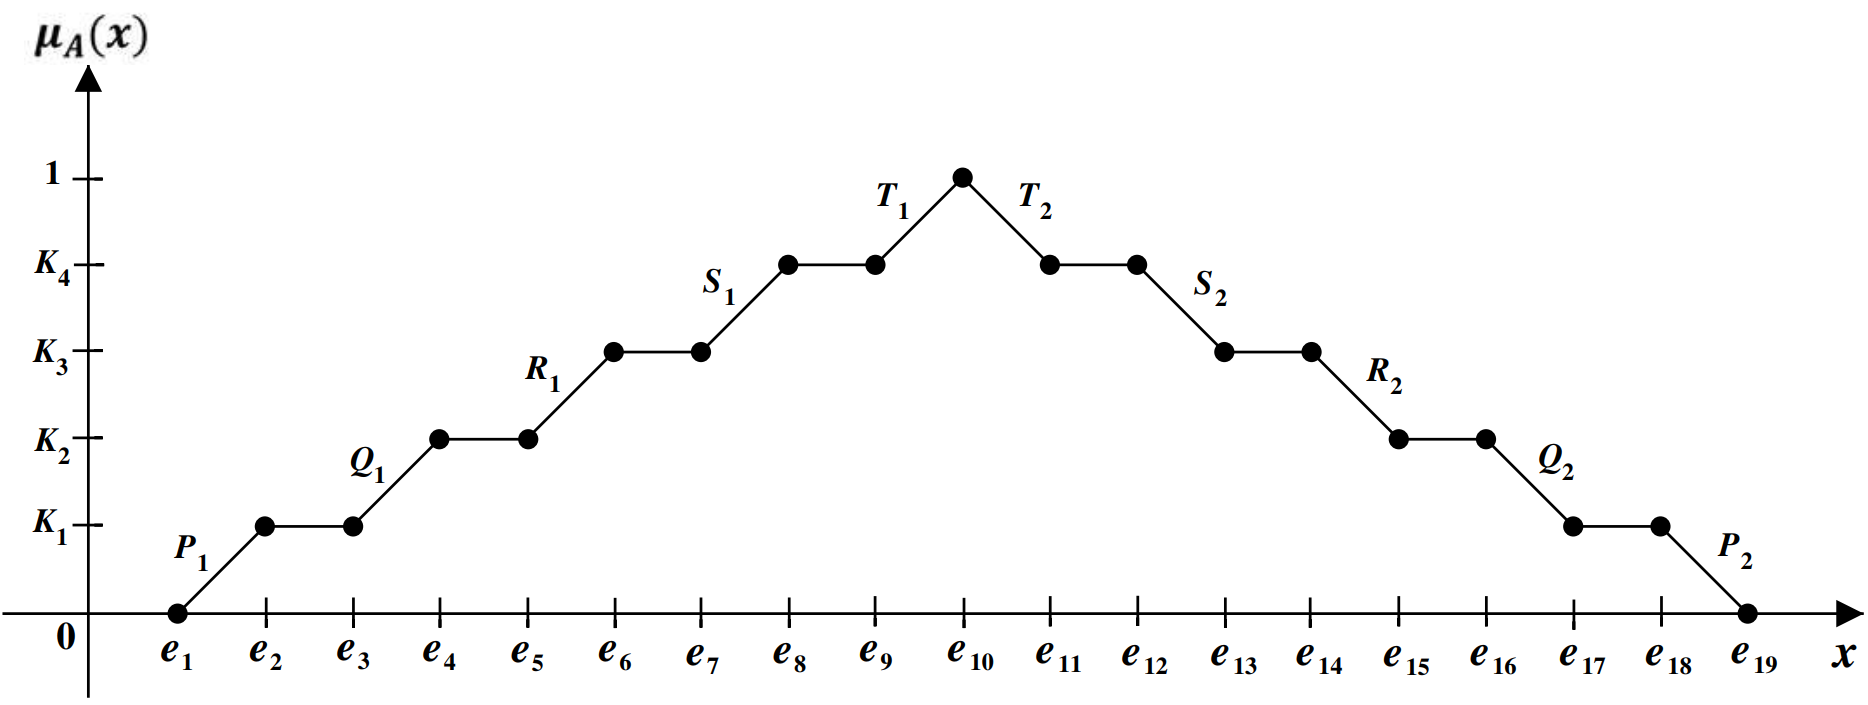 μ_A(x)
1
T₁ T₂
K₄
S₁ S₂
K₃
R₁ R₂
K₂
Q₁ Q₂
K₁
P₁ P₂
0
e₁ e₂ e₃ e₄ e₅ e₆ e₇ e₈ e₉ e₁₀ e₁₁ e₁₂ e₁₃ e₁₄ e₁₅ e₁₆ e₁₇ e₁₈ e₁₉ x